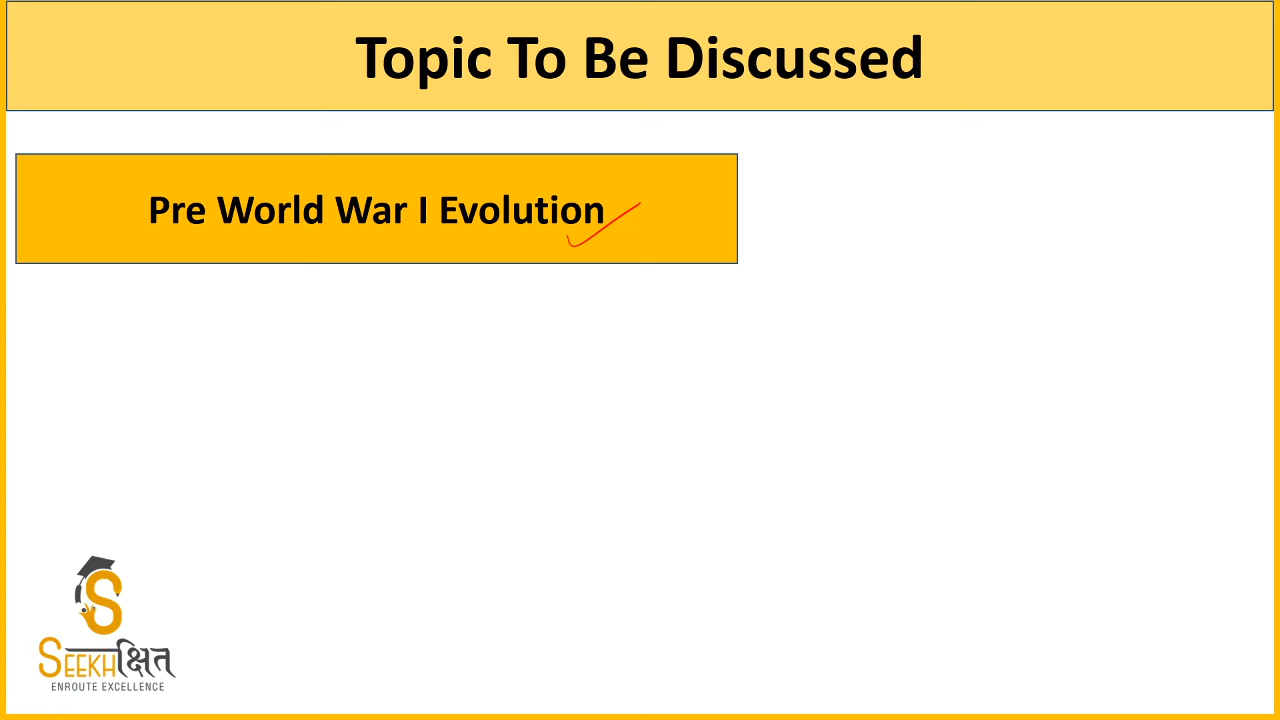 Topic To Be Discussed
Pre World War I Evolution
SEEKHक्षित
ENROUTE EXCELLENCE